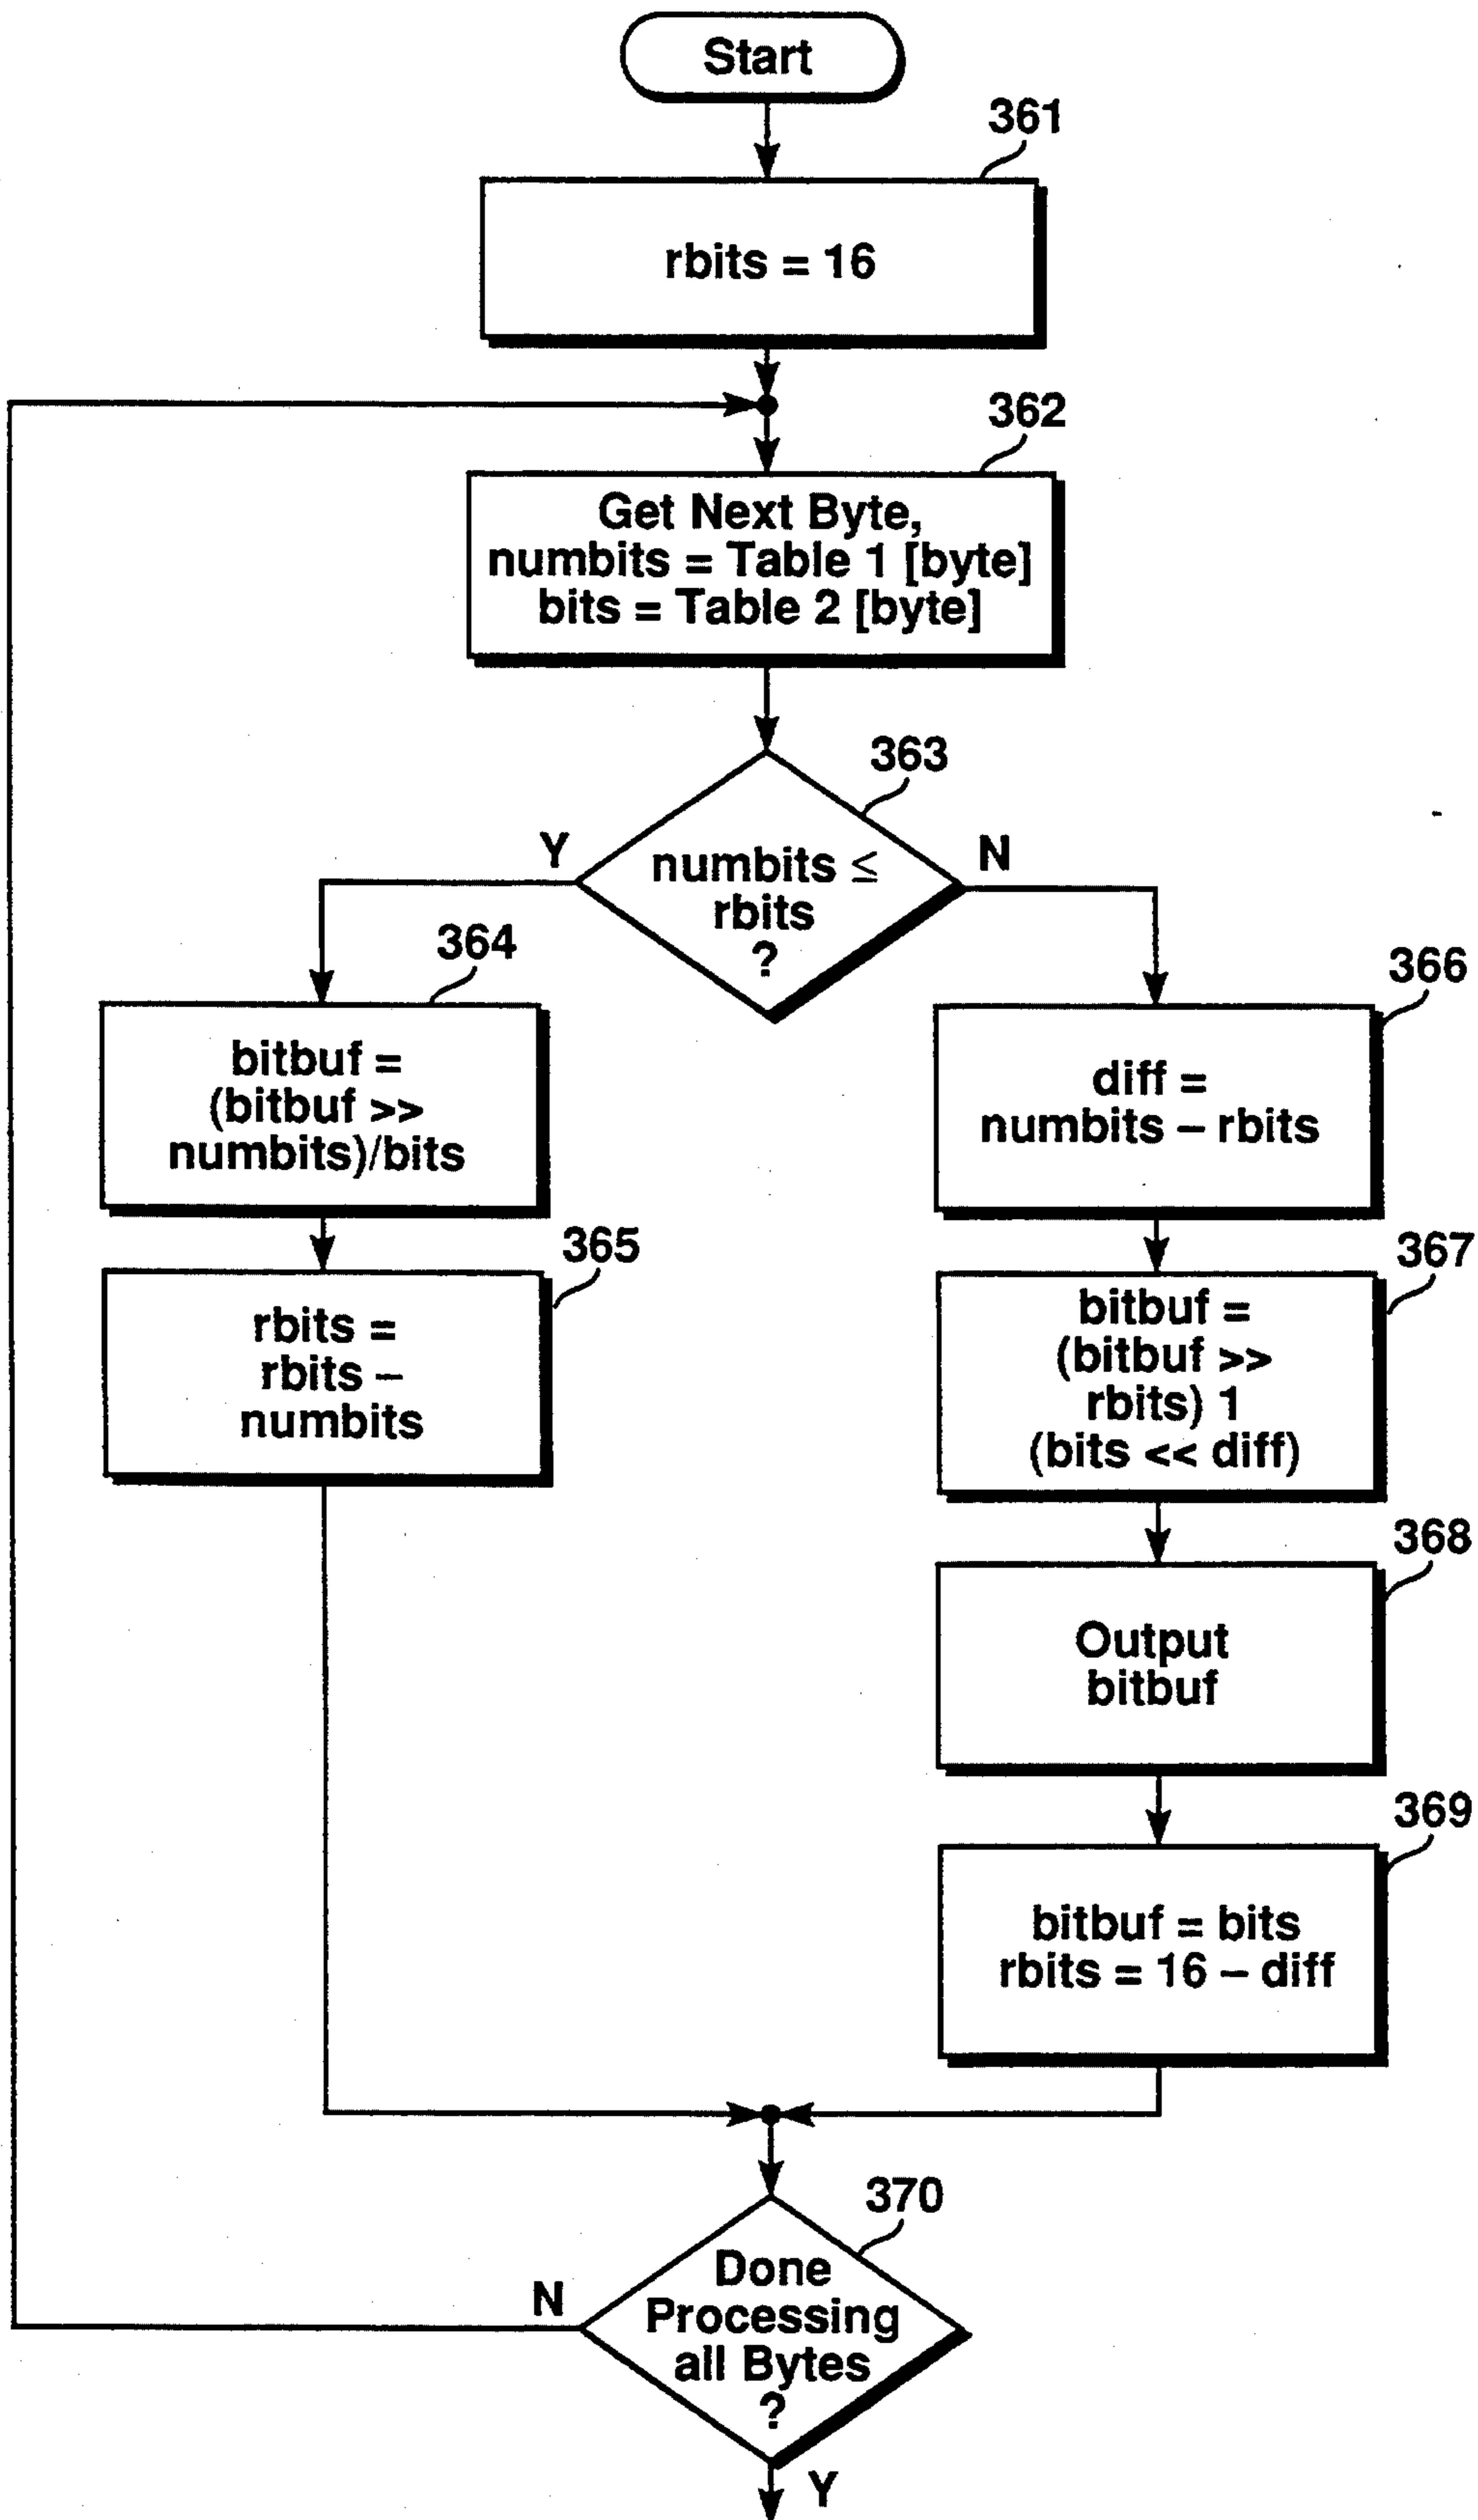 Start
361
rbits = 16
362
Get Next Byte,
numbits = Table 1 [byte]
bits = Table 2 [byte]
363
numbits ≤
rbits
?
Y
N
364
bitbuf =
(bitbuf >>
numbits)/bits
365
rbits =
rbits –
numbits
366
diff =
numbits – rbits
367
bitbuf =
(bitbuf >>
rbits) 1
(bits << diff)
368
Output
bitbuf
369
bitbuf = bits
rbits = 16 – diff
370
Done
Processing
all Bytes
?
N
Y